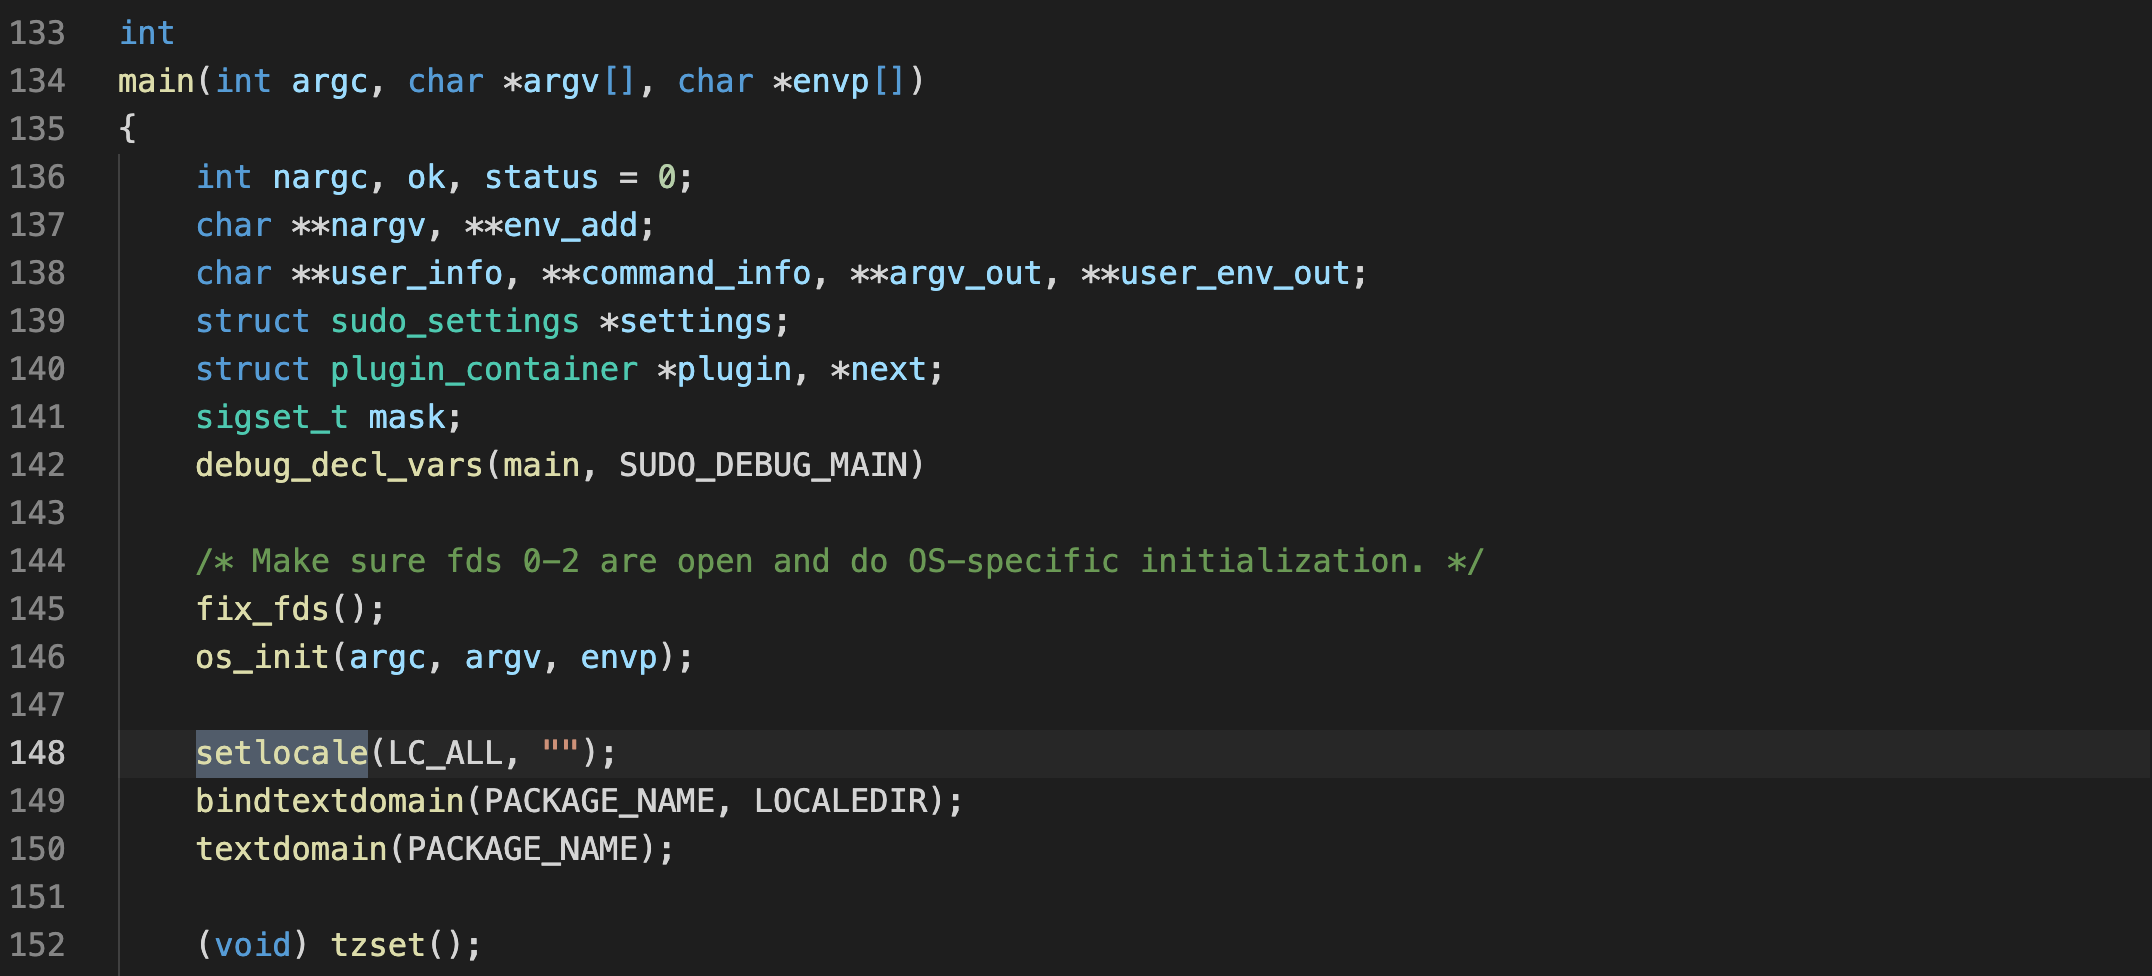 133 int
134 main(int argc, char *argv[], char *envp[])
135 {
136 int nargc, ok, status = 0;
137 char **nargv, **env_add;
138 char **user_info, **command_info, **argv_out, **user_env_out;
139 struct sudo_settings *settings;
140 struct plugin_container *plugin, *next;
141 sigset_t mask;
142 debug_decl_vars(main, SUDO_DEBUG_MAIN)
143
144 /* Make sure fds 0-2 are open and do OS-specific initialization. */
145 fix_fds();
146 os_init(argc, argv, envp);
147
148 setlocale(LC_ALL, "");
149 bindtextdomain(PACKAGE_NAME, LOCALEDIR);
150 textdomain(PACKAGE_NAME);
151
152 (void) tzset();